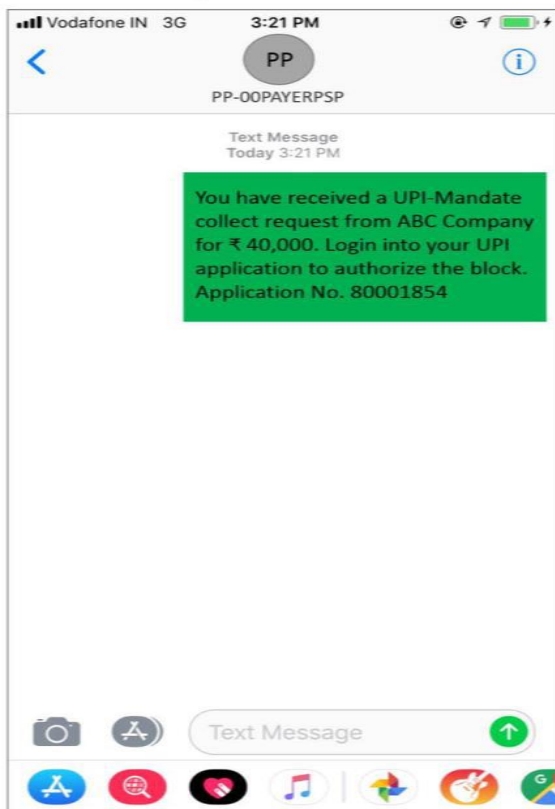 Vodafone IN 3G 3:21 PM
PP
PP-00PAYERPSP
Text Message
Today 3:21 PM
You have received a UPI-Mandate
collect request from ABC Company
for ₹ 40,000. Login into your UPI
application to authorize the block.
Application No. 80001854
Text Message
G